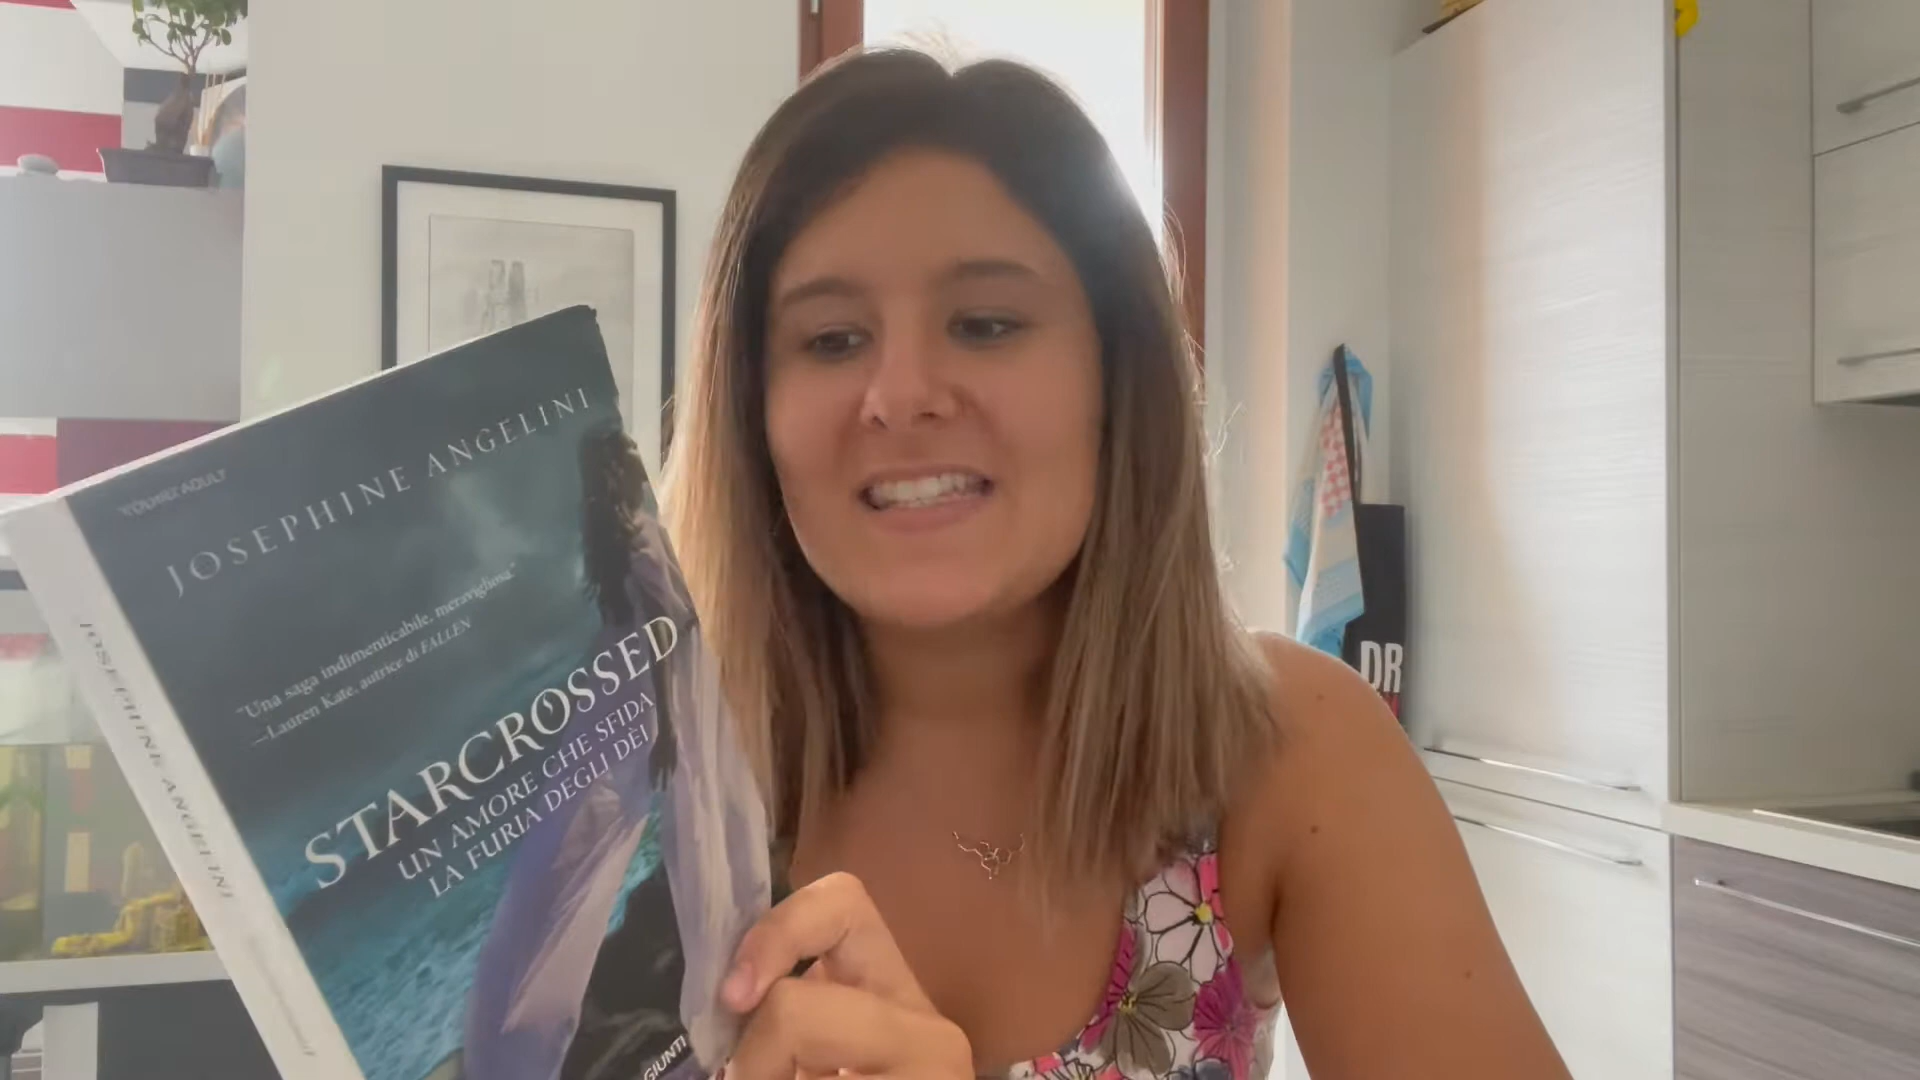 YOUNG ADULT
JOSEPHINE ANGELINI
"Una saga indimenticabile, meravigliosa."
—Lauren Kate, autrice di FALLEN
STARCROSSED
UN AMORE CHE SFIDA
LA FURIA DEGLI DÈI
GIUNTI
JOSEPHINE ANGELINI
DR